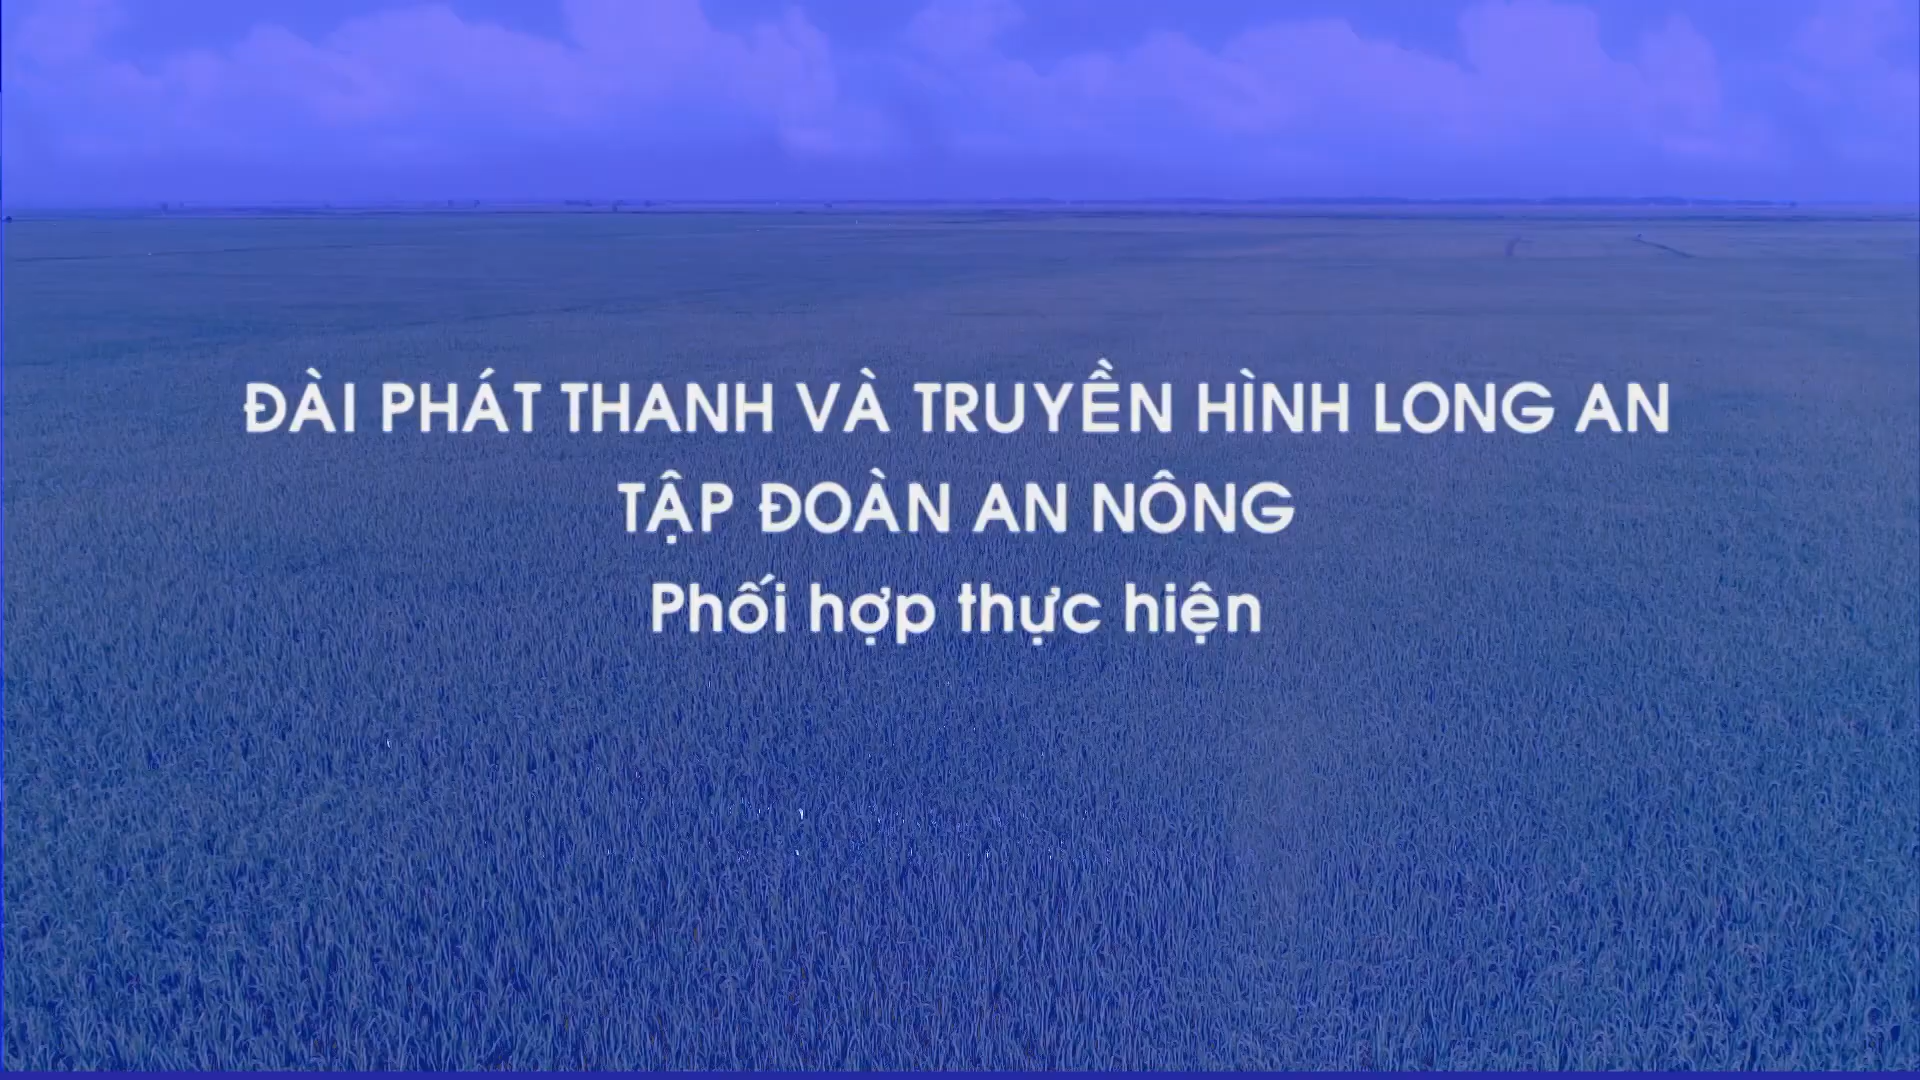 ĐÀI PHÁT THANH VÀ TRUYỀN HÌNH LONG AN
TẬP ĐOÀN AN NÔNG
Phối hợp thực hiện